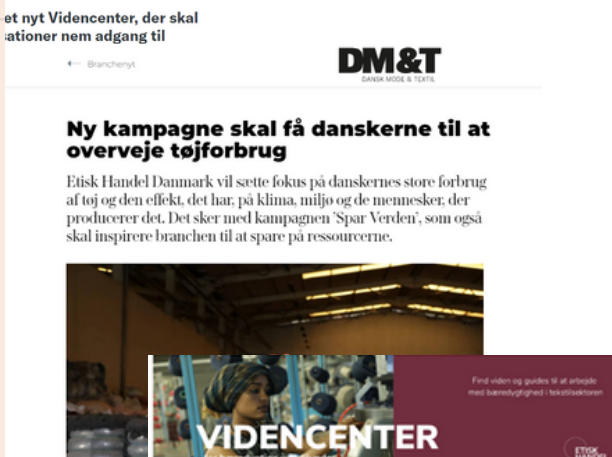 et nyt Videncenter, der skal
sationer nem adgang til
← Branchenyt
DM&T
DANSK MODE & TEXTIL
Ny kampagne skal få danskerne til at
overveje tøjforbrug
Etisk Handel Danmark vil sætte fokus på danskernes store forbrug
af tøj og den effekt, det har, på klima, miljø og de mennesker, der
producerer det. Det sker med kampagnen 'Spar Verden', som også
skal inspirere branchen til at spare på ressourcerne.
Find viden og guides til at arbejde
med bæredygtighed i tekstilsektoren
VIDENCENTER
ETISK
HANDEL